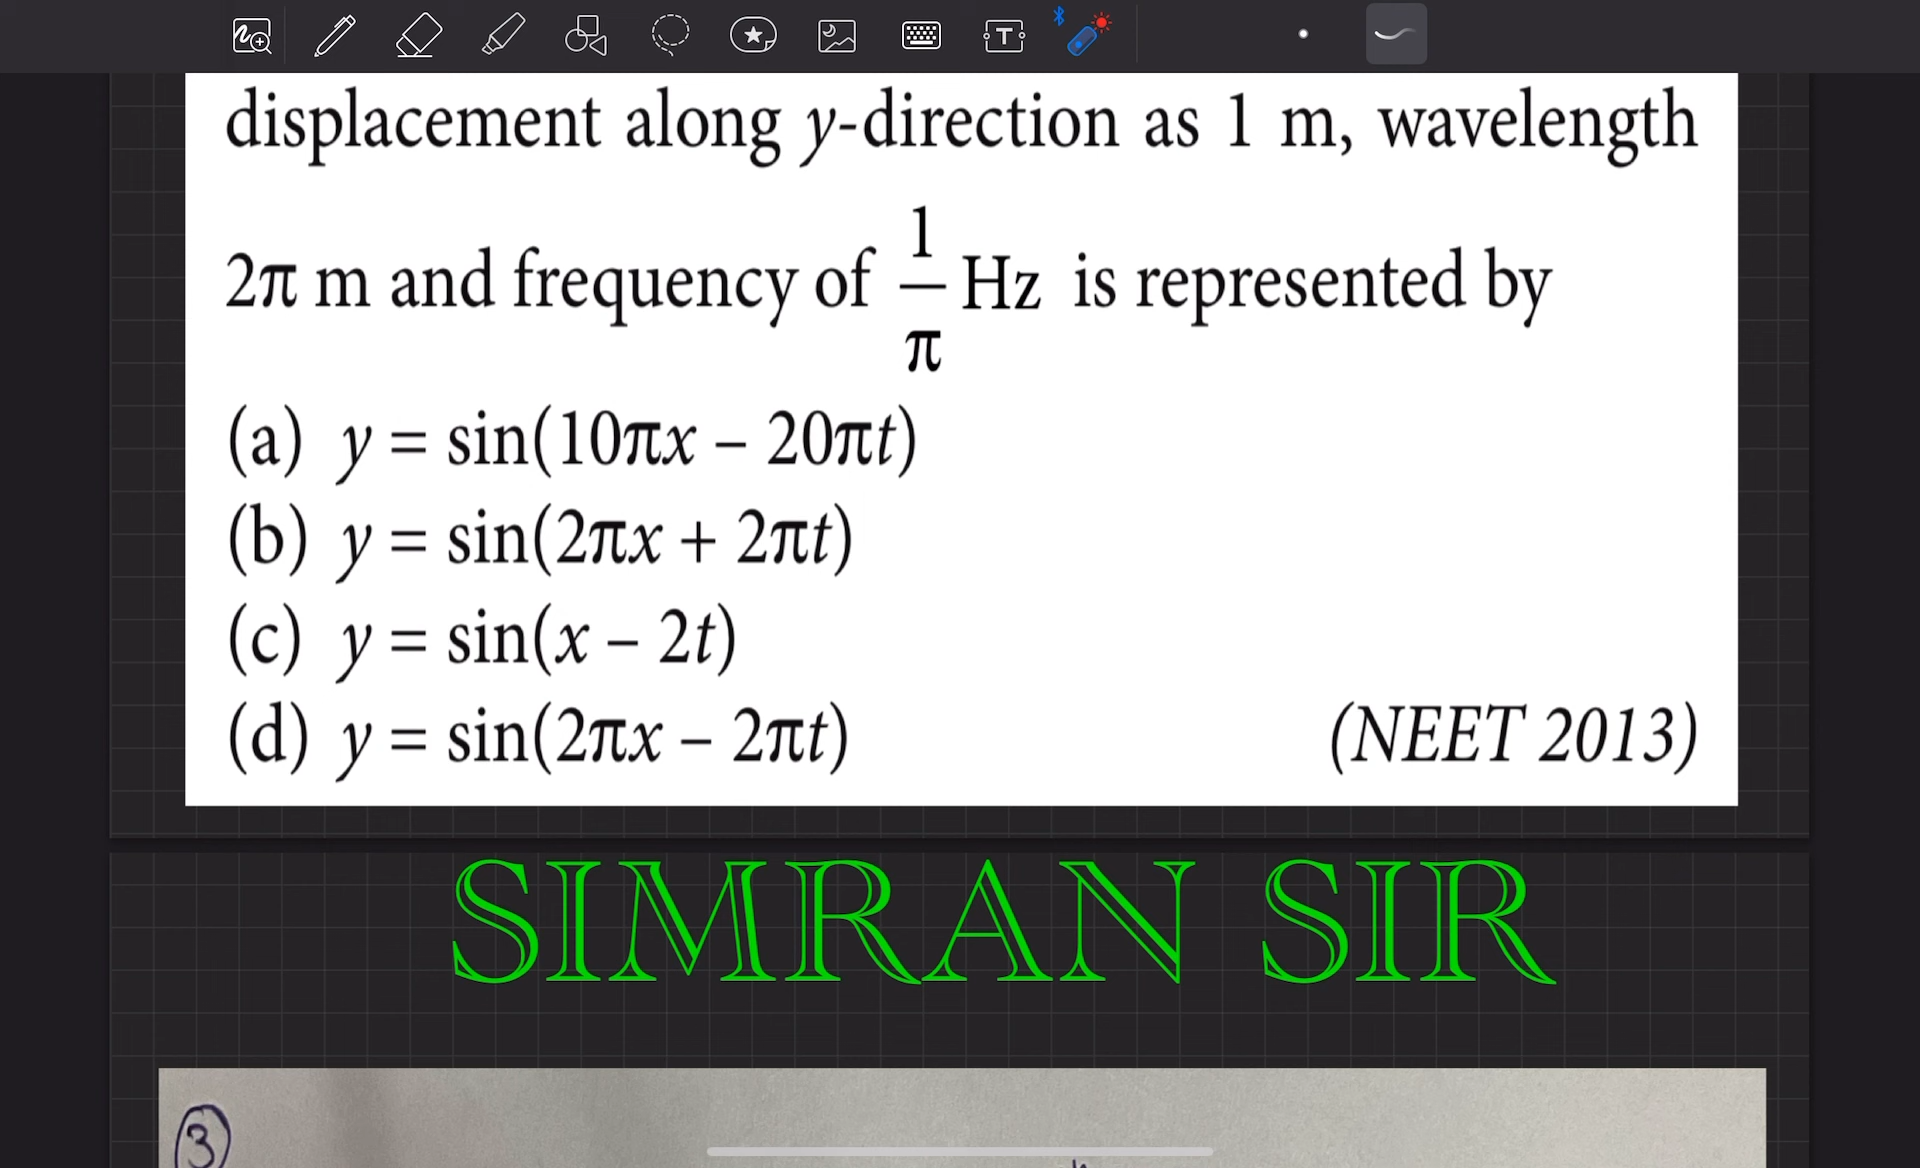 displacement along y-direction as 1 m, wavelength
2π m and frequency of 1/π Hz is represented by
(a) y = sin(10πx – 20πt)
(b) y = sin(2πx + 2πt)
(c) y = sin(x – 2t)
(d) y = sin(2πx – 2πt) (NEET 2013)
SIMRAN SIR
3